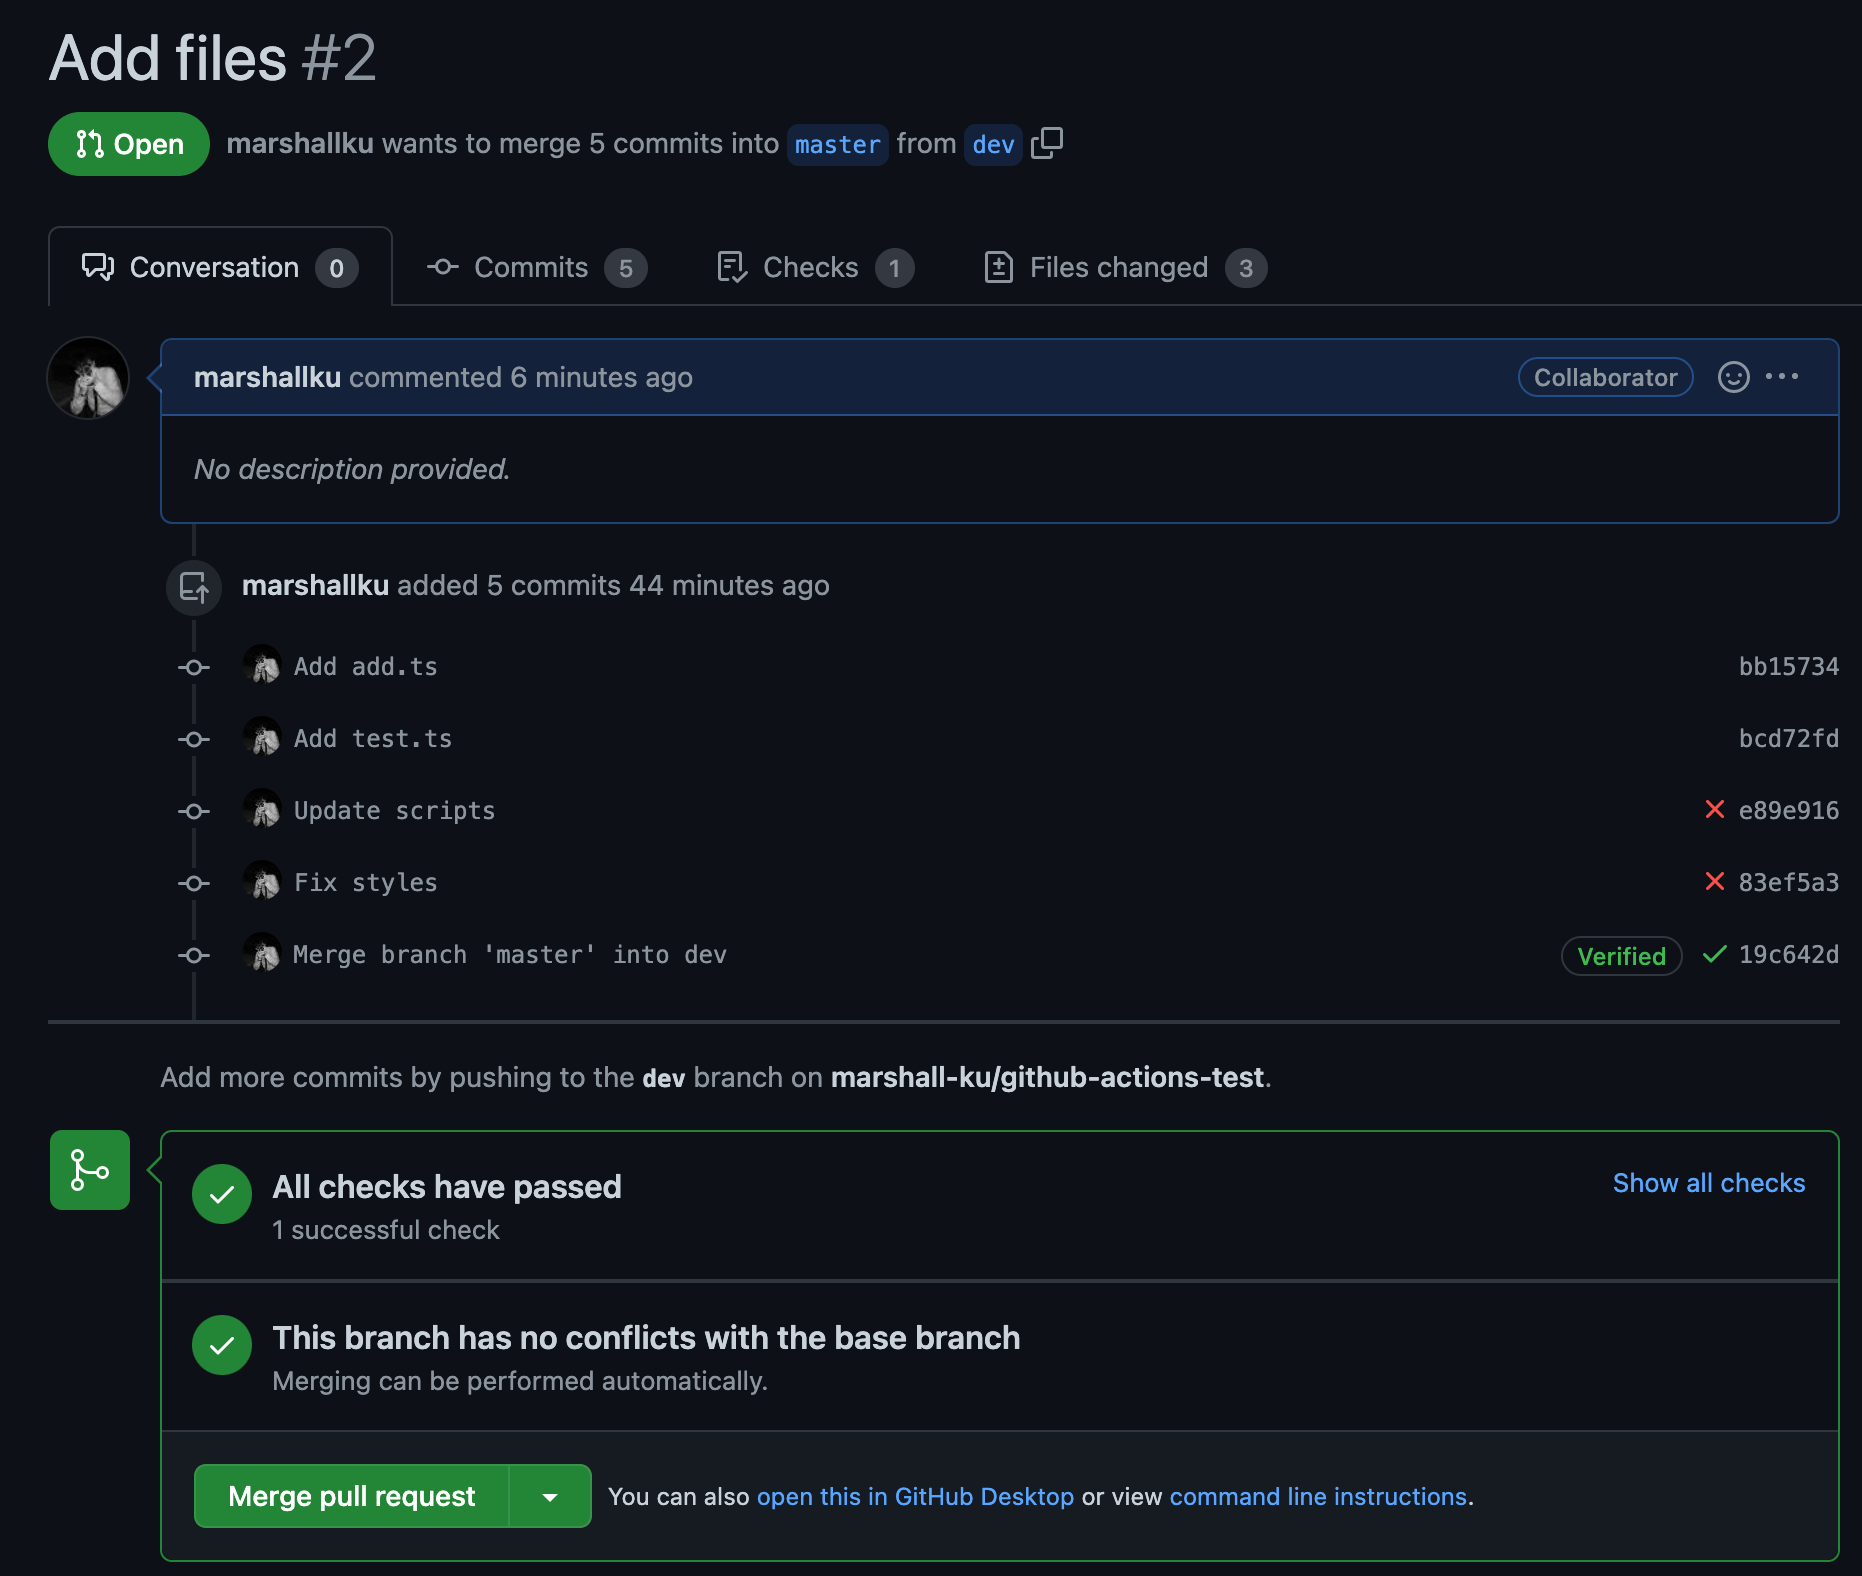 Add files #2
Open marshallku wants to merge 5 commits into master from dev
Conversation 0 Commits 5 Checks 1 Files changed 3
marshallku commented 6 minutes ago Collaborator
No description provided.
marshallku added 5 commits 44 minutes ago
Add add.ts bb15734
Add test.ts bcd72fd
Update scripts e89e916
Fix styles 83ef5a3
Merge branch 'master' into dev Verified 19c642d
Add more commits by pushing to the dev branch on marshall-ku/github-actions-test.
All checks have passed Show all checks
1 successful check
This branch has no conflicts with the base branch
Merging can be performed automatically.
Merge pull request You can also open this in GitHub Desktop or view command line instructions.